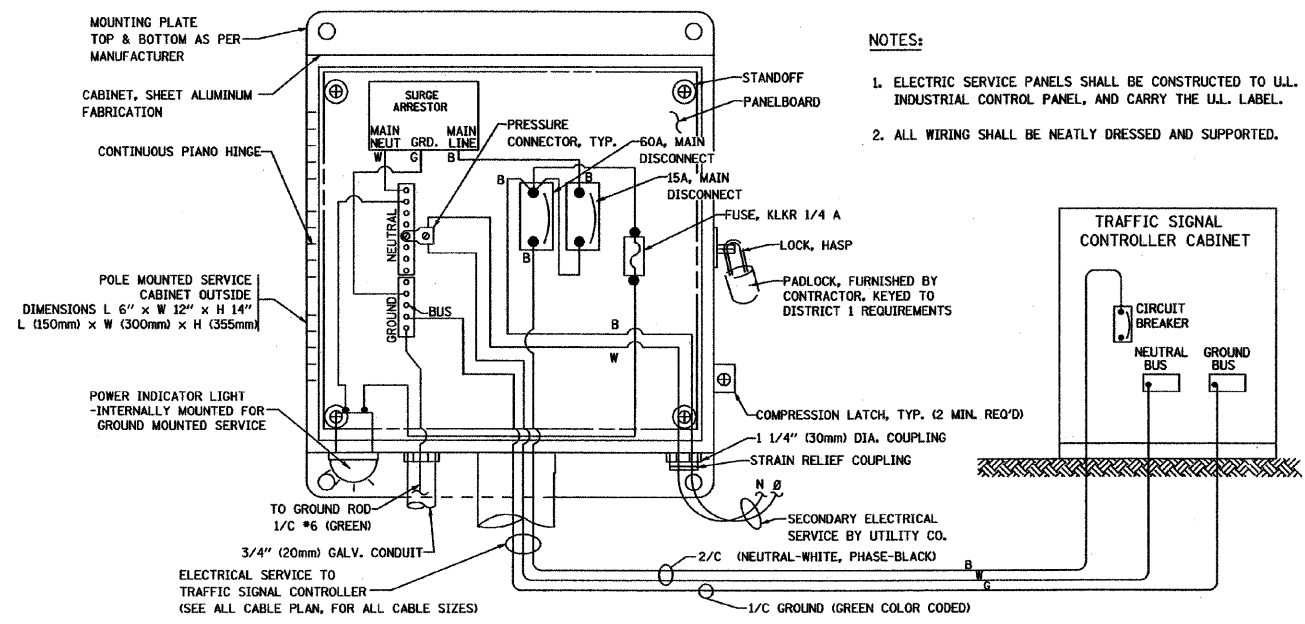 MOUNTING PLATE
TOP & BOTTOM AS PER
MANUFACTURER
CABINET, SHEET ALUMINUM
FABRICATION
CONTINUOUS PIANO HINGE
POLE MOUNTED SERVICE
CABINET OUTSIDE
DIMENSIONS L 6" × W 12" × H 14"
L (150mm) × W (300mm) × H (355mm)
POWER INDICATOR LIGHT
-INTERNALLY MOUNTED FOR
GROUND MOUNTED SERVICE
SURGE
ARRESTOR
MAIN
NEUT
GRD.
MAIN
LINE
W
G
B
PRESSURE
CONNECTOR, TYP.
NEUTRAL
GROUND
BUS
B
B
B
B
W
STANDOFF
PANELBOARD
60A, MAIN
DISCONNECT
15A, MAIN
DISCONNECT
FUSE, KLKR 1/4 A
LOCK, HASP
PADLOCK, FURNISHED BY
CONTRACTOR. KEYED TO
DISTRICT 1 REQUIREMENTS
COMPRESSION LATCH, TYP. (2 MIN. REQ'D)
1 1/4" (30mm) DIA. COUPLING
STRAIN RELIEF COUPLING
N Ø
SECONDARY ELECTRICAL
SERVICE BY UTILITY CO.
TO GROUND ROD
1/C #6 (GREEN)
3/4" (20mm) GALV. CONDUIT
ELECTRICAL SERVICE TO
TRAFFIC SIGNAL CONTROLLER
(SEE ALL CABLE PLAN, FOR ALL CABLE SIZES)
2/C (NEUTRAL-WHITE, PHASE-BLACK)
B
W
G
1/C GROUND (GREEN COLOR CODED)
NOTES:
1. ELECTRIC SERVICE PANELS SHALL BE CONSTRUCTED TO U.L.
INDUSTRIAL CONTROL PANEL, AND CARRY THE U.L. LABEL.
2. ALL WIRING SHALL BE NEATLY DRESSED AND SUPPORTED.
TRAFFIC SIGNAL
CONTROLLER CABINET
CIRCUIT
BREAKER
NEUTRAL
BUS
GROUND
BUS